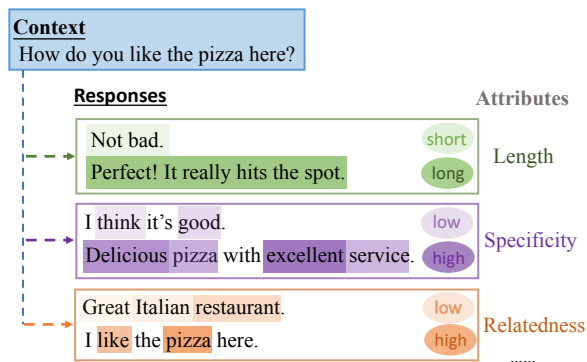 Context
How do you like the pizza here?
Responses
Attributes
Not bad.
short
Perfect! It really hits the spot.
long
Length
I think it's good.
low
Delicious pizza with excellent service.
high
Specificity
Great Italian restaurant.
low
I like the pizza here.
high
Relatedness
......